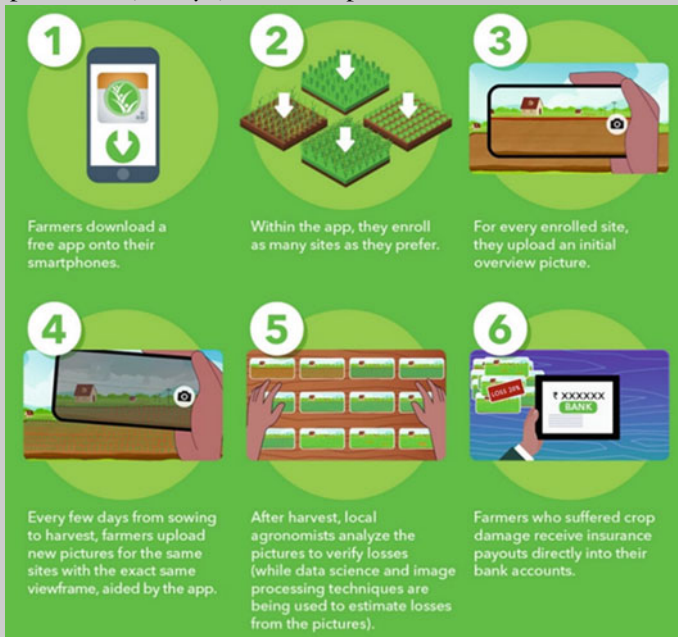 1
2
3
Farmers download a
free app onto their
smartphones.
Within the app, they enroll
as many sites as they prefer.
For every enrolled site,
they upload an initial
overview picture.
4
5
6
LOSS 38%
₹ XXXXXX
BANK
Every few days from sowing
to harvest, farmers upload
new pictures for the same
sites with the exact same
viewframe, aided by the app.
After harvest, local
agronomists analyze the
pictures to verify losses
(while data science and image
processing techniques are
being used to estimate losses
from the pictures).
Farmers who suffered crop
damage receive insurance
payouts directly into their
bank accounts.